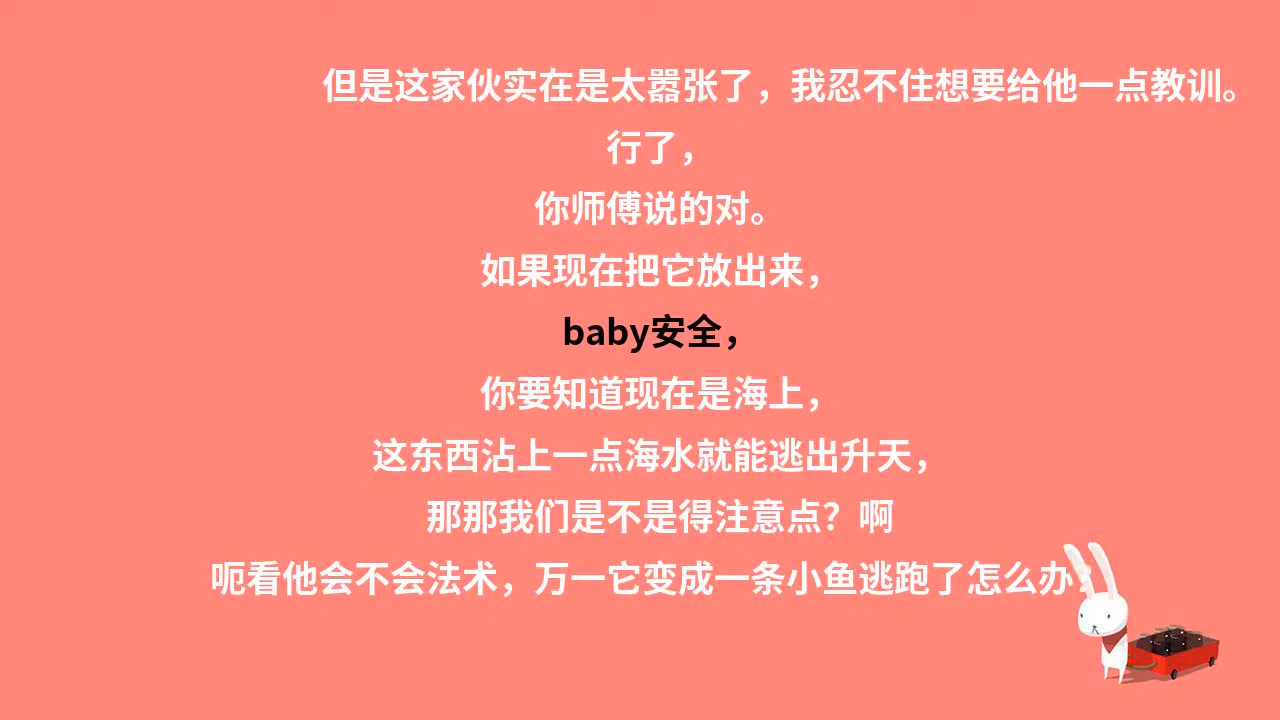 但是这家伙实在是太嚣张了，我忍不住想要给他一点教训。
行了，
你师傅说的对。
如果现在把它放出来，
baby安全，
你要知道现在是海上，
这东西沾上一点海水就能逃出升天，
那那我们是不是得注意点？啊
呃看他会不会法术，万一它变成一条小鱼逃跑了怎么办？